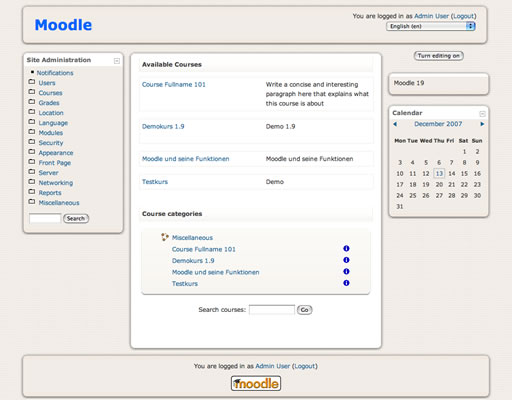 Moodle
You are logged in as Admin User (Logout)
English (en)
Site Administration
Notifications
Users
Courses
Grades
Location
Language
Modules
Security
Appearance
Front Page
Server
Networking
Reports
Miscellaneous
Search
Available Courses
Course Fullname 101
Write a concise and interesting
paragraph here that explains what
this course is about
Demokurs 1.9
Demo 1.9
Moodle und seine Funktionen
Moodle und seine Funktionen
Testkurs
Demo
Course categories
Miscellaneous
Course Fullname 101
Demokurs 1.9
Moodle und seine Funktionen
Testkurs
Search courses:
Go
Turn editing on
Moodle 19
Calendar
December 2007
Mon Tue Wed Thu Fri Sat Sun
1 2
3 4 5 6 7 8 9
10 11 12 13 14 15 16
17 18 19 20 21 22 23
24 25 26 27 28 29 30
31
You are logged in as Admin User (Logout)
moodle